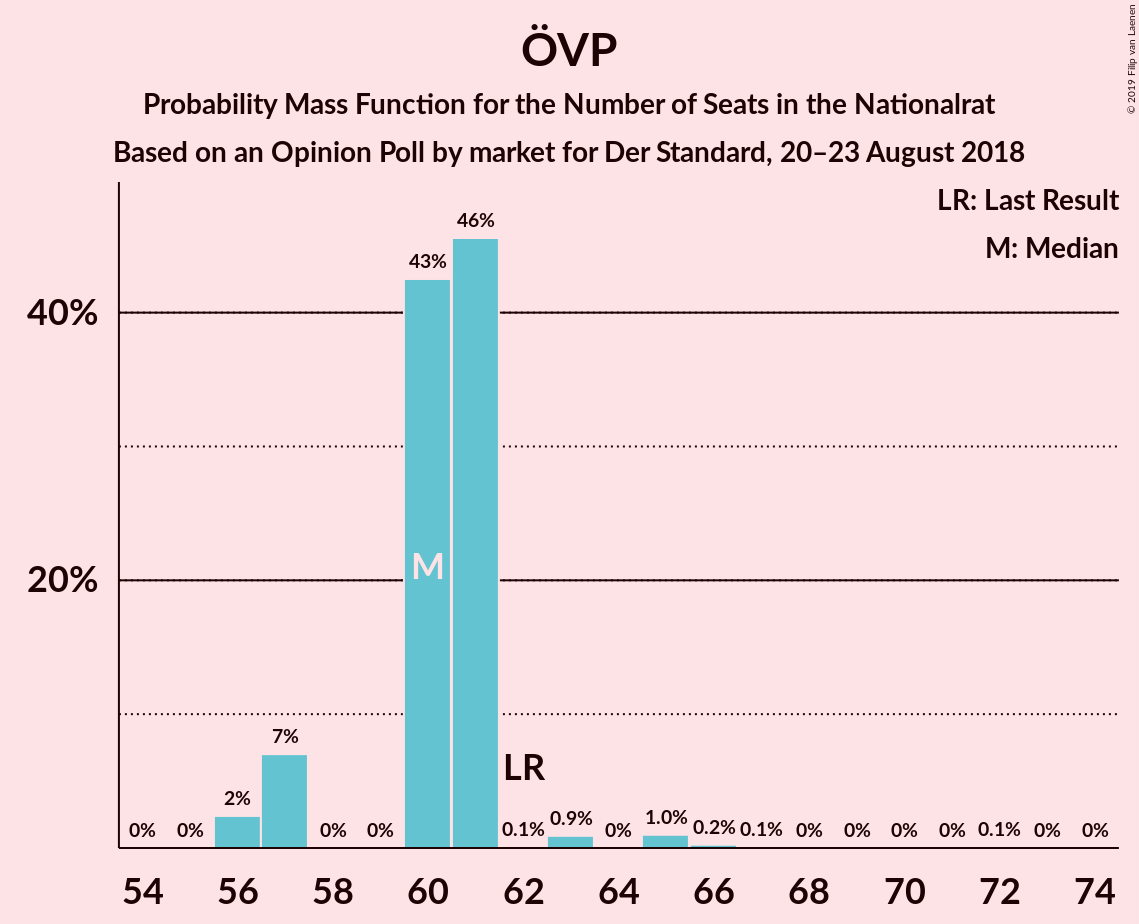 ÖVP
Probability Mass Function for the Number of Seats in the Nationalrat
Based on an Opinion Poll by market for Der Standard, 20–23 August 2018
© 2019 Filip van Laenen
LR: Last Result
M: Median
46%
43%
40%
M
20%
7%
LR
2%
0% 0% 0% 0% 0.1% 0.9% 0% 1.0% 0.2% 0.1% 0% 0% 0% 0% 0.1% 0% 0%
54 56 58 60 62 64 66 68 70 72 74